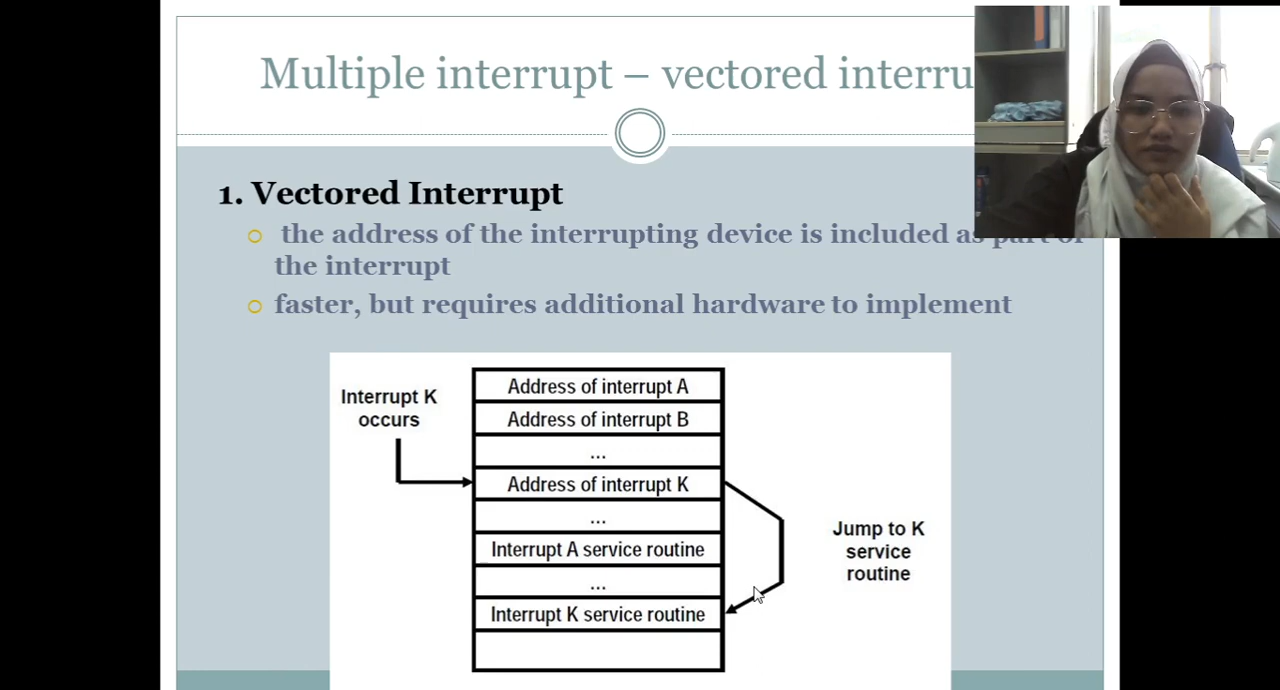 Multiple interrupt – vectored
1. Vectored Interrupt
the address of the interrupting device is included as part of
the interrupt
faster, but requires additional hardware to implement
Interrupt K
occurs
Address of interrupt A
Address of interrupt B
...
Address of interrupt K
...
Interrupt A service routine
...
Interrupt K service routine
Jump to K
service
routine